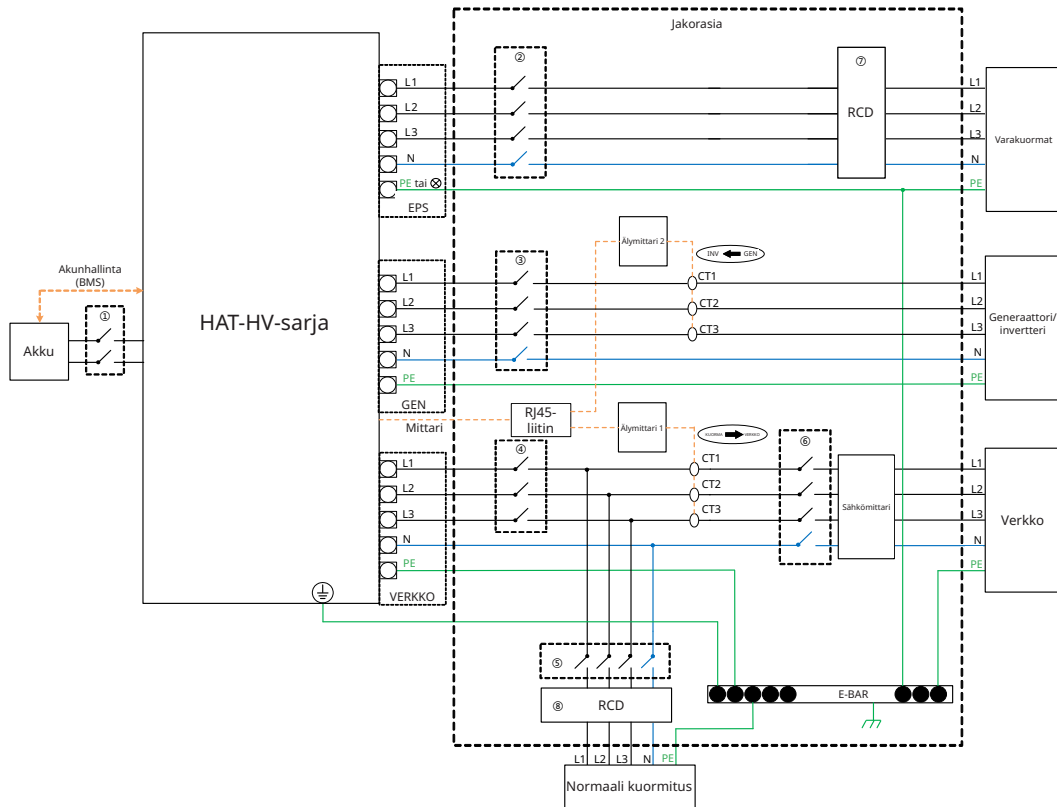 Jakorasia
②
⑦
L1
L2
L3
N
PE tai ⊗
EPS
RCD
L1
L2
L3
N
PE
Varakuormat
Älymittari 2
INV GEN
③
L1
L2
L3
N
PE
GEN
CT1
CT2
CT3
L1
L2
L3
N
PE
Generaattori/
invertteri
Akunhallinta
(BMS)
①
Akku
HAT-HV-sarja
Mittari
RJ45-
liitin
Älymittari 1
KUORMA VERKKO
④
⑥
L1
L2
L3
N
PE
VERKKO
CT1
CT2
CT3
Sähkömittari
L1
L2
L3
N
PE
Verkko
⑤
⑧ RCD
E-BAR
L1 L2 L3 N PE
Normaali kuormitus